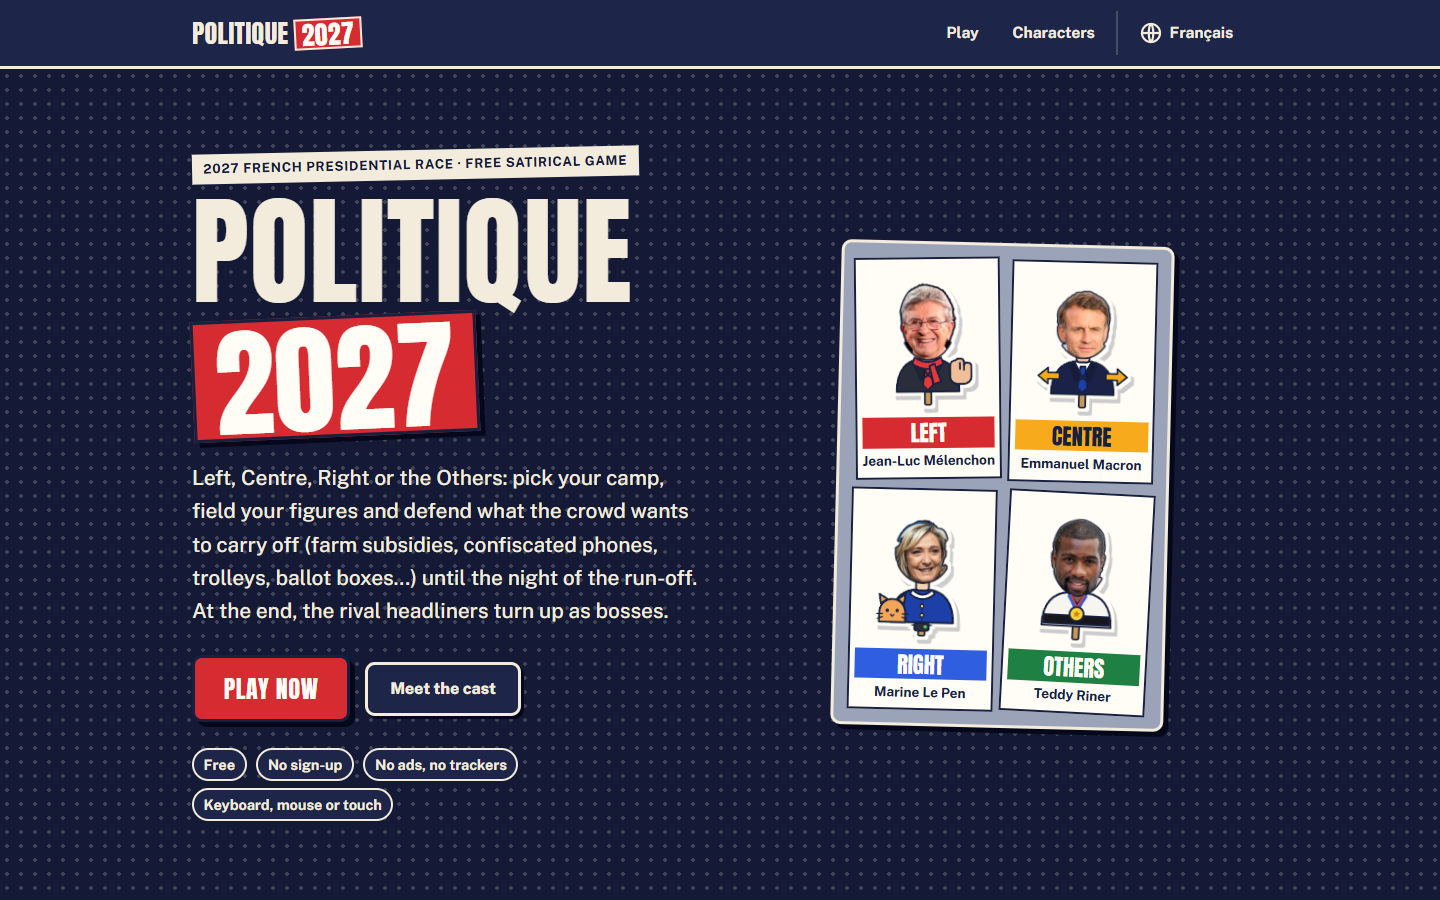 POLITIQUE 2027
Play
Characters
Français
2027 FRENCH PRESIDENTIAL RACE · FREE SATIRICAL GAME
POLITIQUE
2027
Left, Centre, Right or the Others: pick your camp,
field your figures and defend what the crowd wants
to carry off (farm subsidies, confiscated phones,
trolleys, ballot boxes...) until the night of the run-off.
At the end, the rival headliners turn up as bosses.
PLAY NOW
Meet the cast
Free
No sign-up
No ads, no trackers
Keyboard, mouse or touch
LEFT
Jean-Luc Mélenchon
CENTRE
Emmanuel Macron
RIGHT
Marine Le Pen
OTHERS
Teddy Riner